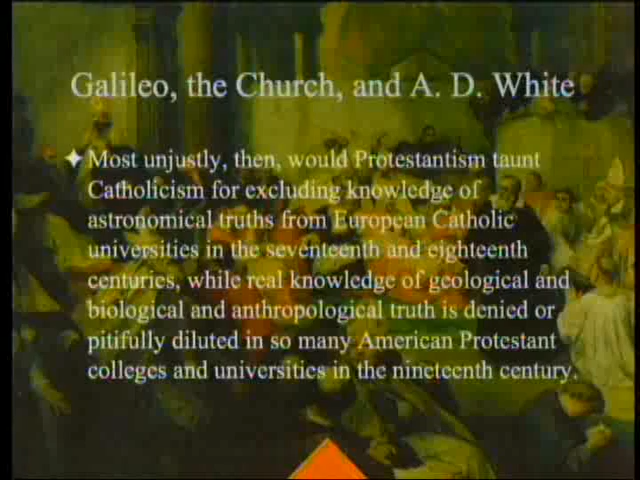 Galileo, the Church, and A. D. White
Most unjustly, then, would Protestantism taunt
Catholicism for excluding knowledge of
astronomical truths from European Catholic
universities in the seventeenth and eighteenth
centuries, while real knowledge of geological and
biological and anthropological truth is denied or
pitifully diluted in so many American Protestant
colleges and universities in the nineteenth century.